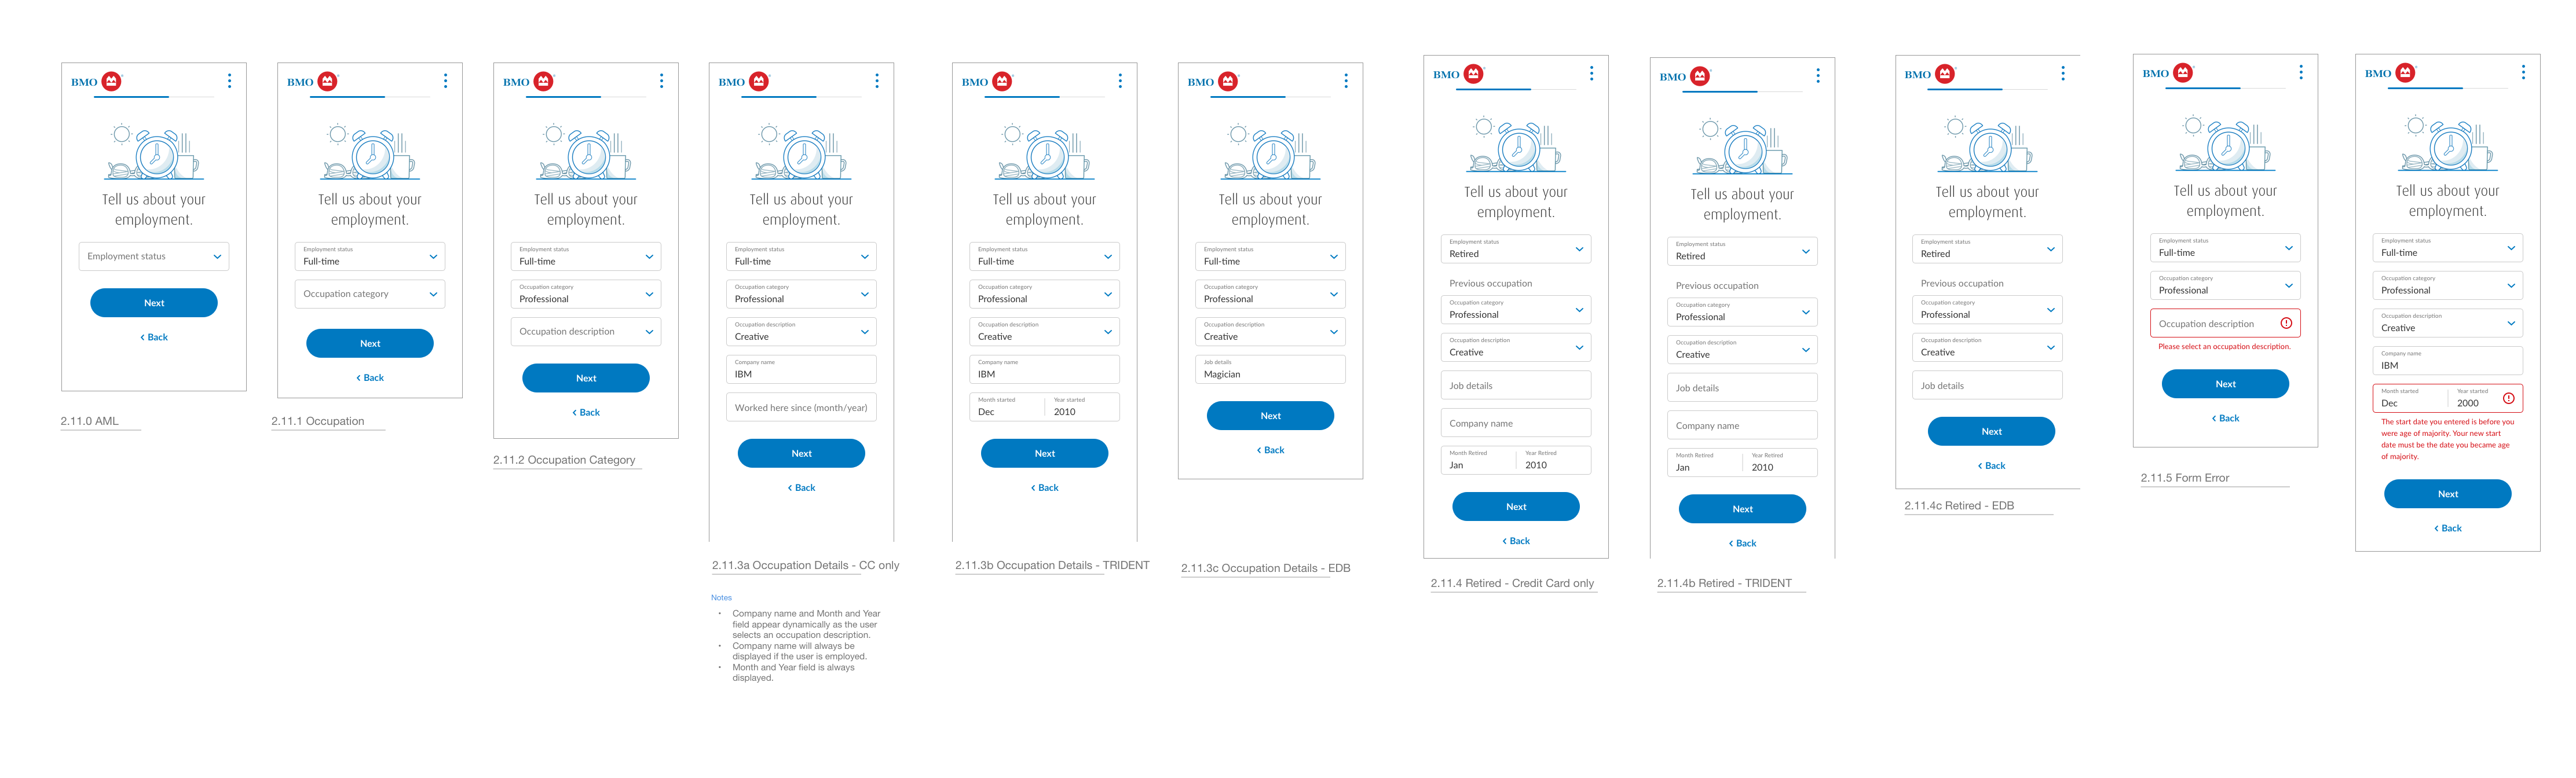 BMO
Tell us about your
employment.
Employment status
Next
Back
2.11.0 AML
BMO
Tell us about your
employment.
Employment status
Full-time
Occupation category
Next
Back
2.11.1 Occupation
BMO
Tell us about your
employment.
Employment status
Full-time
Occupation category
Professional
Occupation description
Next
Back
2.11.2 Occupation Category
BMO
Tell us about your
employment.
Employment status
Full-time
Occupation category
Professional
Occupation description
Creative
Company name
IBM
Worked here since (month/year)
Next
Back
2.11.3a Occupation Details - CC only
Notes
• Company name and Month and Year
field appear dynamically as the user
selects an occupation description.
• Company name will always be
displayed if the user is employed.
• Month and Year field is always
displayed.
BMO
Tell us about your
employment.
Employment status
Full-time
Occupation category
Professional
Occupation description
Creative
Company name
IBM
Month started Year started
Dec 2010
Next
Back
2.11.3b Occupation Details - TRIDENT
BMO
Tell us about your
employment.
Employment status
Full-time
Occupation category
Professional
Occupation description
Creative
Job details
Magician
Next
Back
2.11.3c Occupation Details - EDB
BMO
Tell us about your
employment.
Employment status
Retired
Previous occupation
Occupation category
Professional
Occupation description
Creative
Job details
Company name
Month Retired Year Retired
Jan 2010
Next
Back
2.11.4 Retired - Credit Card only
BMO
Tell us about your
employment.
Employment status
Retired
Previous occupation
Occupation category
Professional
Occupation description
Creative
Job details
Company name
Month Retired Year Retired
Jan 2010
Next
Back
2.11.4b Retired - TRIDENT
BMO
Tell us about your
employment.
Employment status
Retired
Previous occupation
Occupation category
Professional
Occupation description
Creative
Job details
Next
Back
2.11.4c Retired - EDB
BMO
Tell us about your
employment.
Employment status
Full-time
Occupation category
Professional
Occupation description
Please select an occupation description.
Next
Back
2.11.5 Form Error
BMO
Tell us about your
employment.
Employment status
Full-time
Occupation category
Professional
Occupation description
Creative
Company name
IBM
Month started Year started
Dec 2000
The start date you entered is before you
were age of majority. Your new start
date must be the date you became age
of majority.
Next
Back